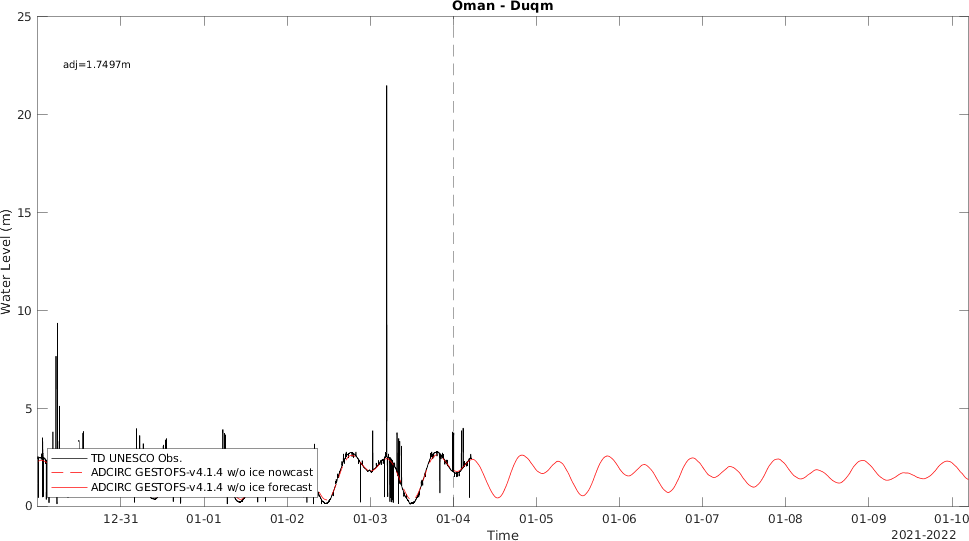 Oman - Duqm
25
adj=1.7497m
20
15
10
5
0
Water Level (m)
TD UNESCO Obs.
ADCIRC GESTOFS-v4.1.4 w/o ice nowcast
ADCIRC GESTOFS-v4.1.4 w/o ice forecast
12-31 01-01 01-02 01-03 01-04 01-05 01-06 01-07 01-08 01-09 01-10
Time
2021-2022